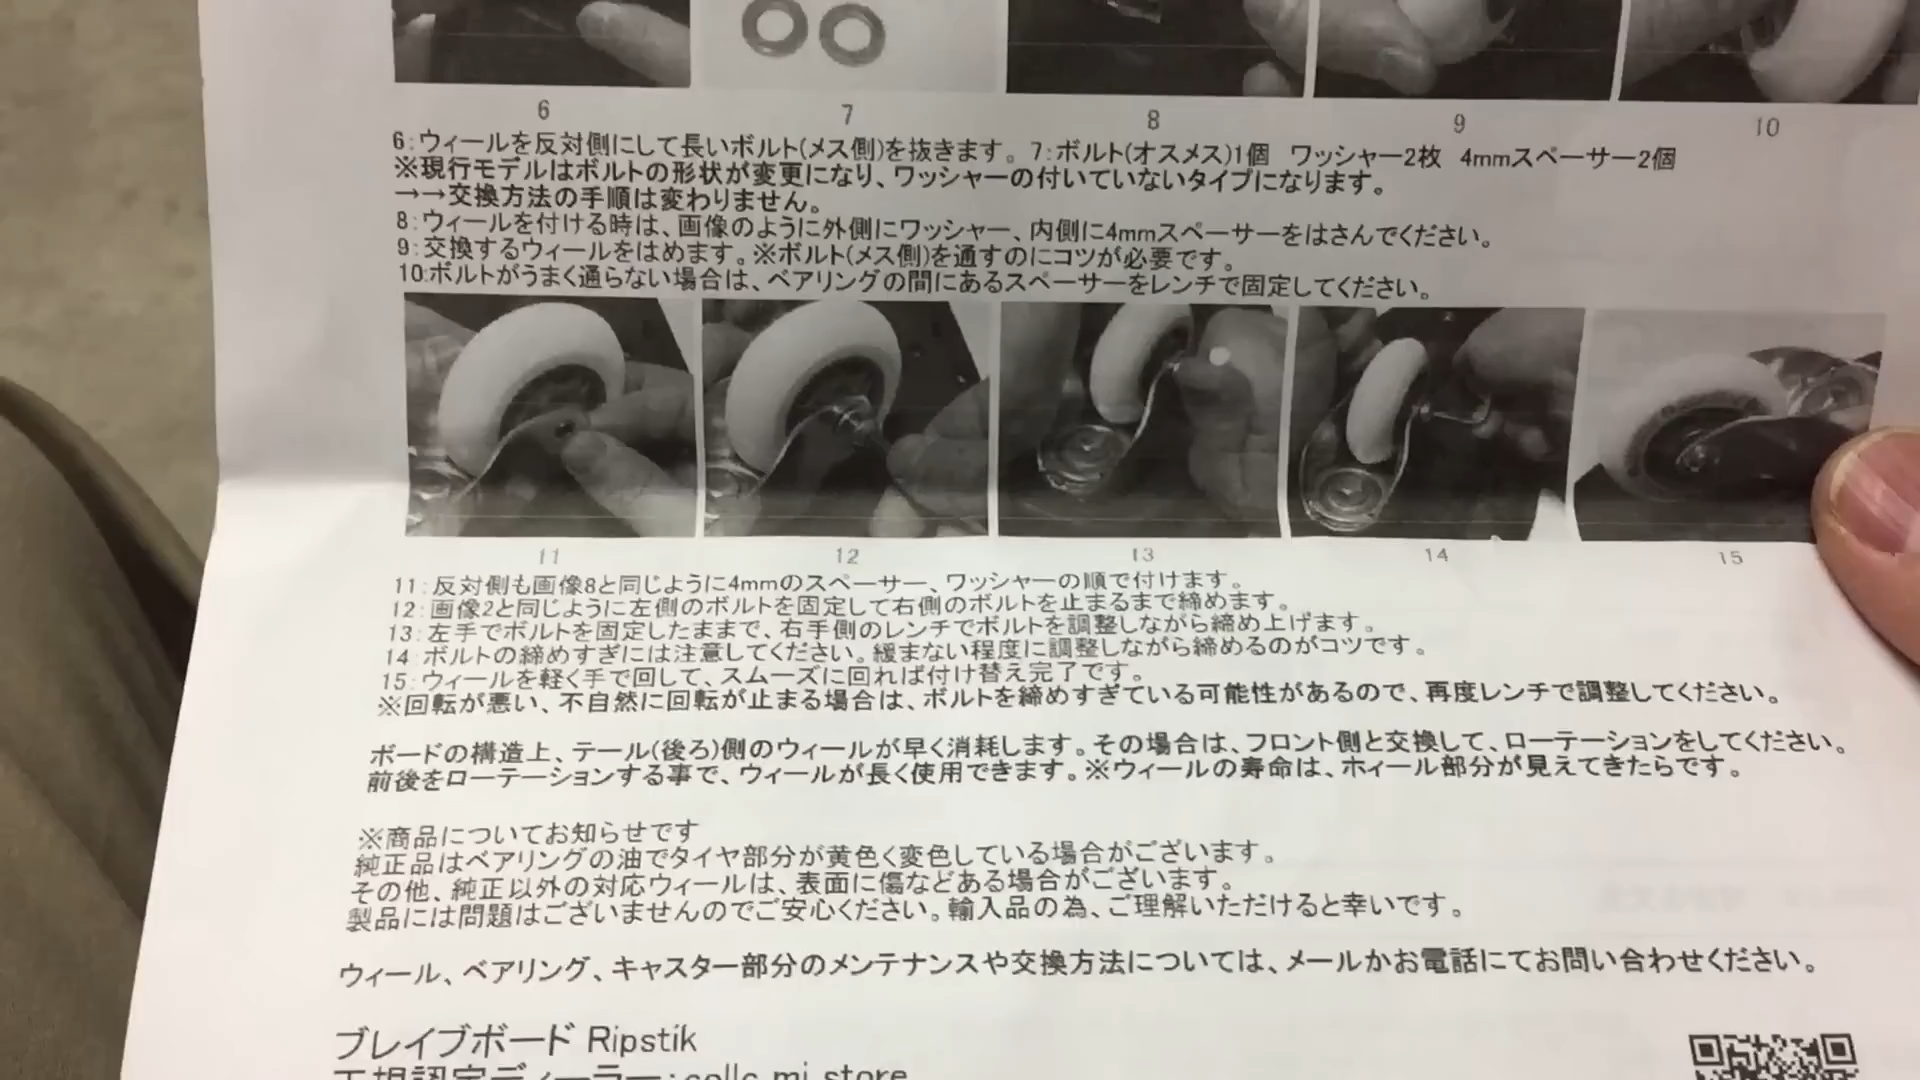 6 7 8 9 10
6:ウィールを反対側にして長いボルト(メス側)を抜きます。 7:ボルト(オスメス)1個 ワッシャー2枚 4mmスペーサー2個
※現行モデルはボルトの形状が変更になり、ワッシャーの付いていないタイプになります。
→→交換方法の手順は変わりません。
8:ウィールを付ける時は、画像のように外側にワッシャー、内側に4mmスペーサーをはさんでください。
9:交換するウィールをはめます。※ボルト(メス側)を通すのにコツが必要です。
10:ボルトがうまく通らない場合は、ベアリングの間にあるスペーサーをレンチで固定してください。
11 12 13 14 15
11:反対側も画像8と同じように4mmのスペーサー、ワッシャーの順で付けます。
12:画像2と同じように左側のボルトを固定して右側のボルトを止まるまで締めます。
13:左手でボルトを固定したままで、右手側のレンチでボルトを調整しながら締め上げます。
14:ボルトの締めすぎには注意してください。緩まない程度に調整しながら締めるのがコツです。
15:ウィールを軽く手で回して、スムーズに回れば付け替え完了です。
※回転が悪い、不自然に回転が止まる場合は、ボルトを締めすぎている可能性があるので、再度レンチで調整してください。
ボードの構造上、テール(後ろ)側のウィールが早く消耗します。その場合は、フロント側と交換して、ローテーションをしてください。
前後をローテーションする事で、ウィールが長く使用できます。※ウィールの寿命は、ホィール部分が見えてきたらです。
※商品についてお知らせです
純正品はベアリングの油でタイヤ部分が黄色く変色している場合がございます。
その他、純正以外の対応ウィールは、表面に傷などある場合がございます。
製品には問題はございませんのでご安心ください。輸入品の為、ご理解いただけると幸いです。
ウィール、ベアリング、キャスター部分のメンテナンスや交換方法については、メールかお電話にてお問い合わせください。
ブレイブボード Ripstik
正規認定ディーラー:collc mi store